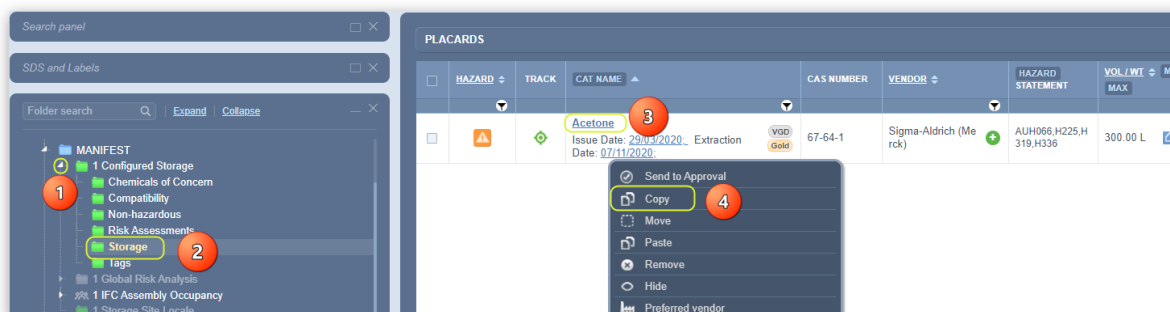 Search panel
SDS and Labels
Folder search
Expand
Collapse
MANIFEST
1 Configured Storage
Chemicals of Concern
1
Compatibility
Non-hazardous
Risk Assessments
Storage
2
Tags
1 Global Risk Analysis
1 IFC Assembly Occupancy
1 Storage Site Locale
PLACARDS
HAZARD TRACK CAT NAME CAS NUMBER VENDOR HAZARD STATEMENT VOL / WT MAX M
Acetone
3
Issue Date: 29/03/2020; Extraction
Date: 07/11/2020;
VGD
Gold
67-64-1
Sigma-Aldrich (Me
rck)
AUH066,H225,H
319,H336
300.00 L
Send to Approval
Copy
4
Move
Paste
Remove
Hide
Preferred vendor